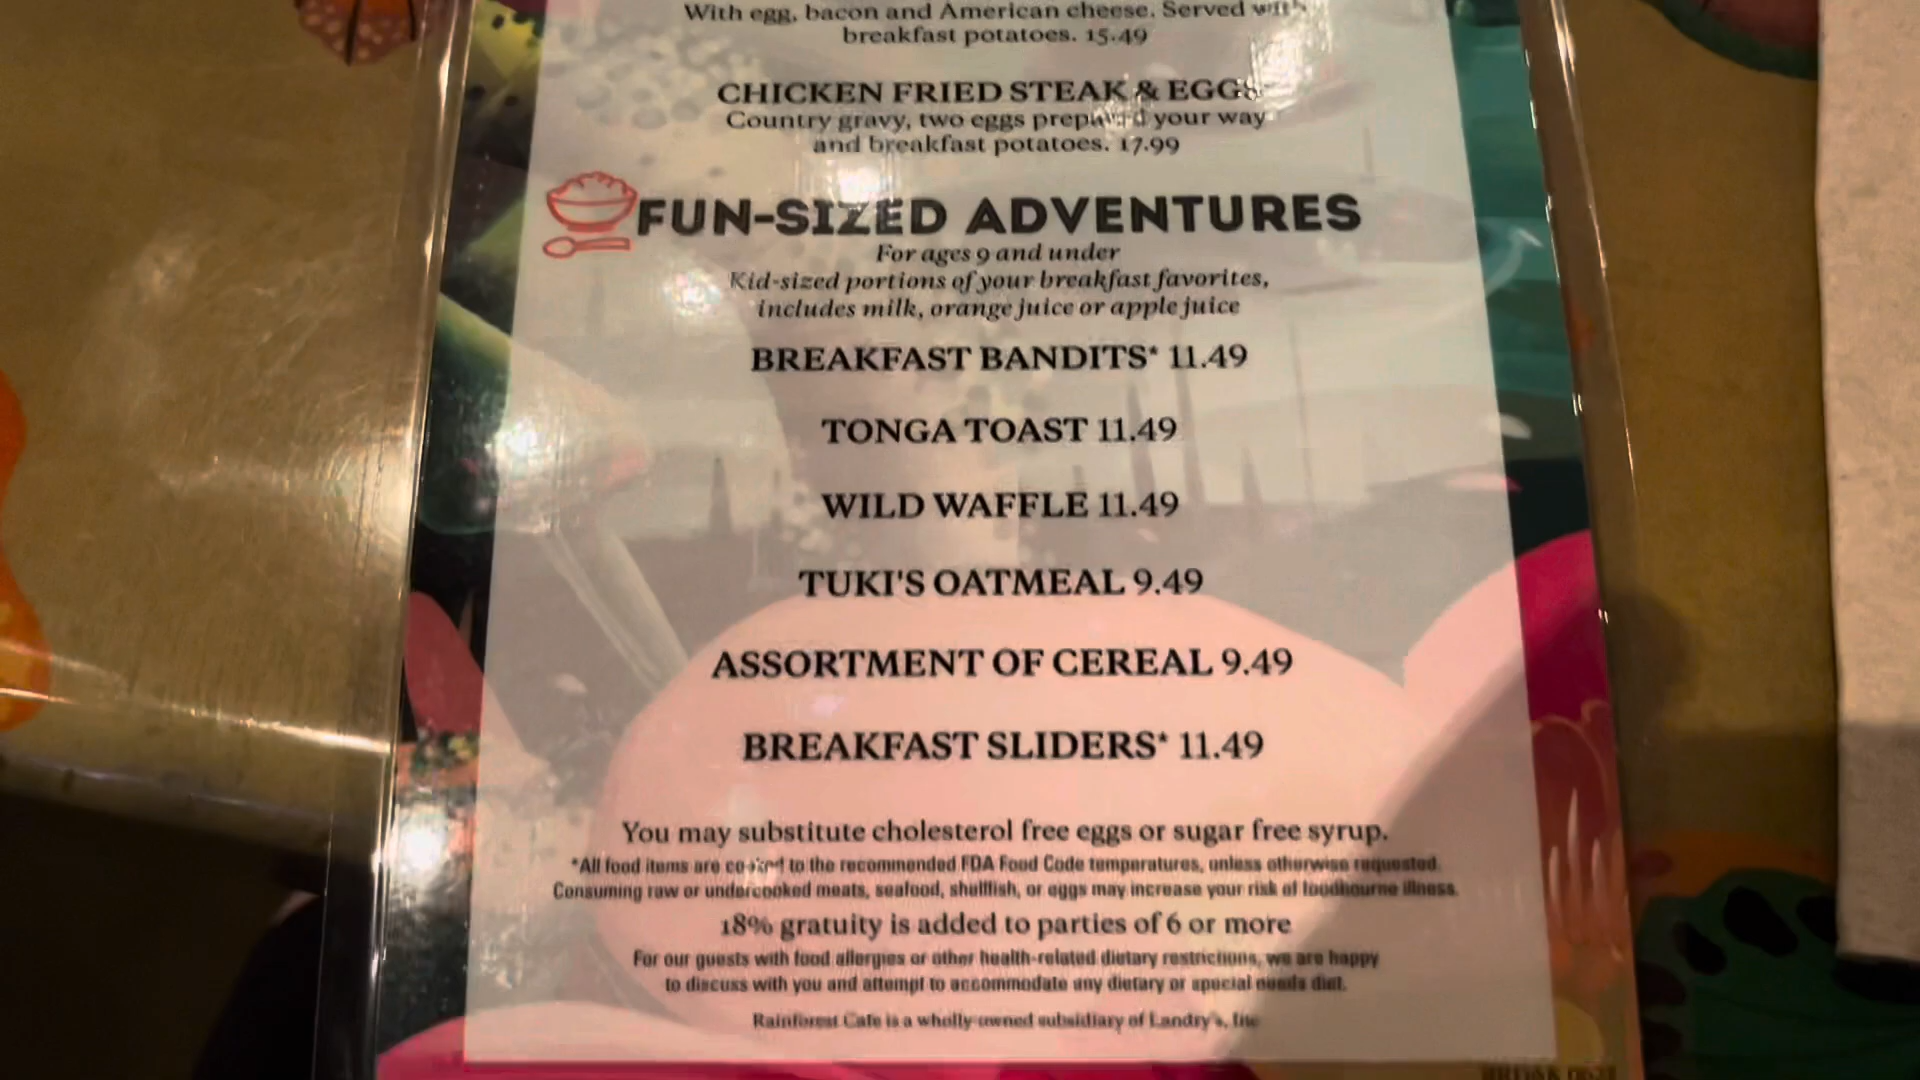 With egg, bacon and American cheese. Served with
breakfast potatoes. 15.49
CHICKEN FRIED STEAK & EGGS
Country gravy, two eggs prepared your way
and breakfast potatoes. 17.99
FUN-SIZED ADVENTURES
For ages 9 and under
Kid-sized portions of your breakfast favorites,
includes milk, orange juice or apple juice
BREAKFAST BANDITS* 11.49
TONGA TOAST 11.49
WILD WAFFLE 11.49
TUKI'S OATMEAL 9.49
ASSORTMENT OF CEREAL 9.49
BREAKFAST SLIDERS* 11.49
You may substitute cholesterol free eggs or sugar free syrup.
*All food items are cooked to the recommended FDA Food Code temperatures, unless otherwise requested.
Consuming raw or undercooked meats, seafood, shellfish, or eggs may increase your risk of foodbourne illness.
18% gratuity is added to parties of 6 or more
For our guests with food allergies or other health-related dietary restrictions, we are happy
to discuss with you and attempt to accommodate any dietary or special needs diet.
Rainforest Cafe is a wholly-owned subsidiary of Landry's, Inc